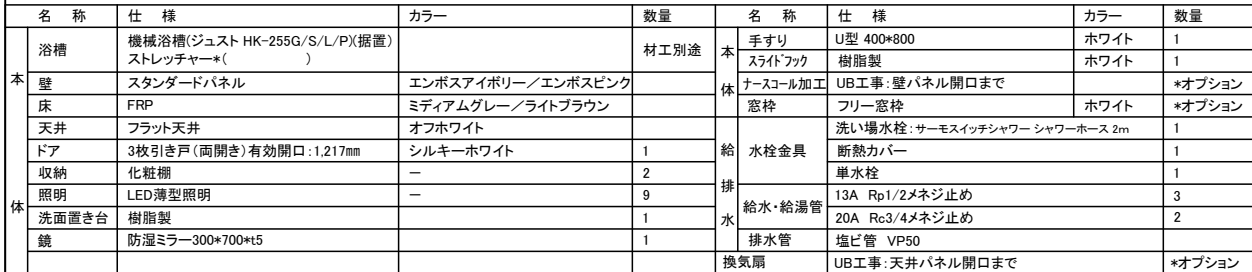 名 称 仕 様 カラー 数量 名 称 仕 様 カラー 数量
本体
浴槽 機械浴槽(ジュスト HK-255G/S/L/P)(据置)
ストレッチャー*( ) 材工別途
壁 スタンダードパネル エンボスアイボリー／エンボスピンク
床 FRP ミディアムグレー／ライトブラウン
天井 フラット天井 オフホワイト
ドア 3枚引き戸(両開き)有効開口:1,217mm シルキーホワイト 1
収納 化粧棚 － 2
照明 LED薄型照明 － 9
洗面置き台 樹脂製 1
鏡 防湿ミラー300*700*t5 1
本体
手すり U型 400*800 ホワイト 1
スライドフック 樹脂製 ホワイト 1
ナースコール加工 UB工事:壁パネル開口まで *オプション
窓枠 フリー窓枠 ホワイト *オプション
給排水
水栓金具 洗い場水栓:サーモスイッチシャワー シャワーホース 2m 1
断熱カバー 1
単水栓 1
給水・給湯管 13A Rp1/2メネジ止め 3
20A Rc3/4メネジ止め 2
排水管 塩ビ管 VP50
換気扇 UB工事:天井パネル開口まで *オプション